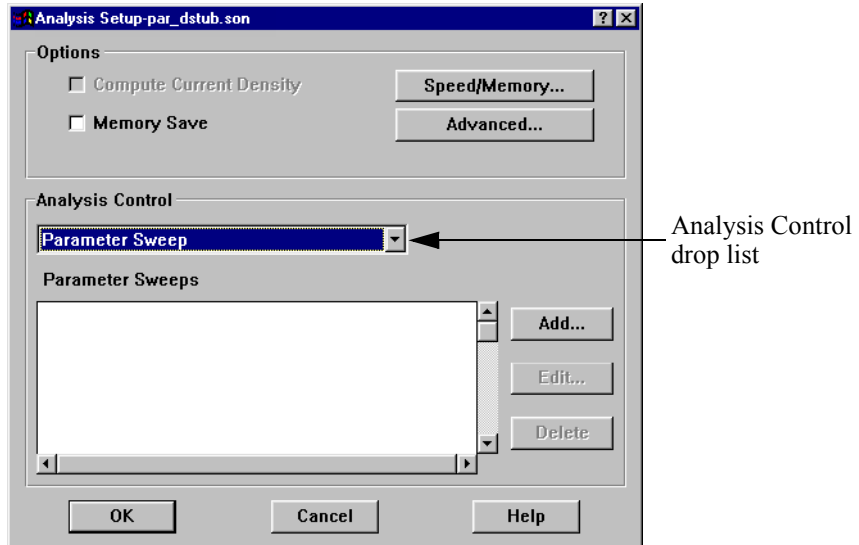 Analysis Setup-par_dstub.son
Options
Compute Current Density
Speed/Memory...
Memory Save
Advanced...
Analysis Control
Parameter Sweep
Analysis Control
drop list
Parameter Sweeps
Add...
Edit...
Delete
OK
Cancel
Help